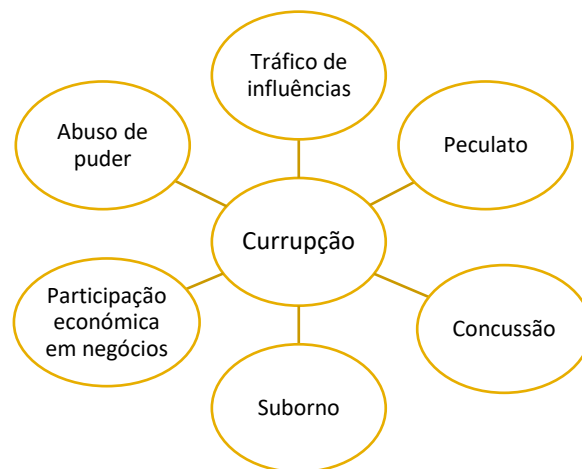 Tráfico de
influências
Abuso de
puder
Peculato
Currupção
Participação
económica
em negócios
Concussão
Suborno